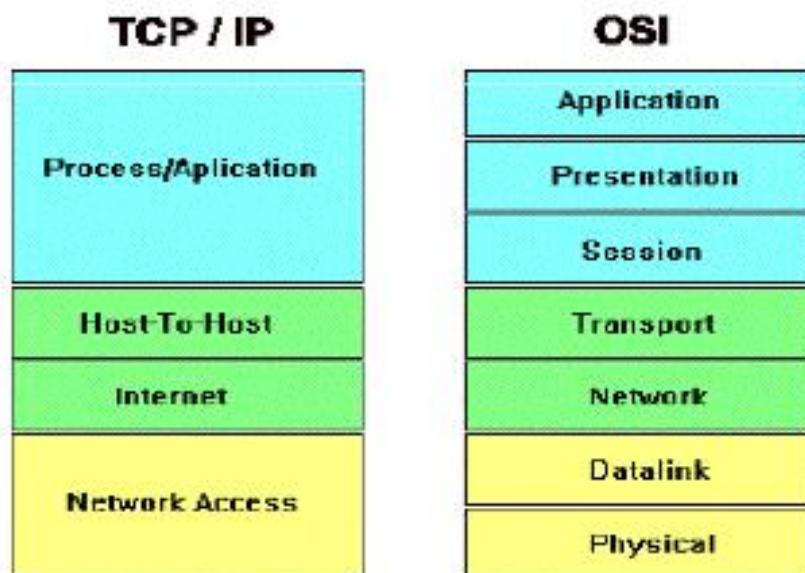 TCP / IP
Process/Aplication
Host-To-Host
Internet
Network Access
OSI
Application
Presentation
Session
Transport
Network
Datalink
Physical